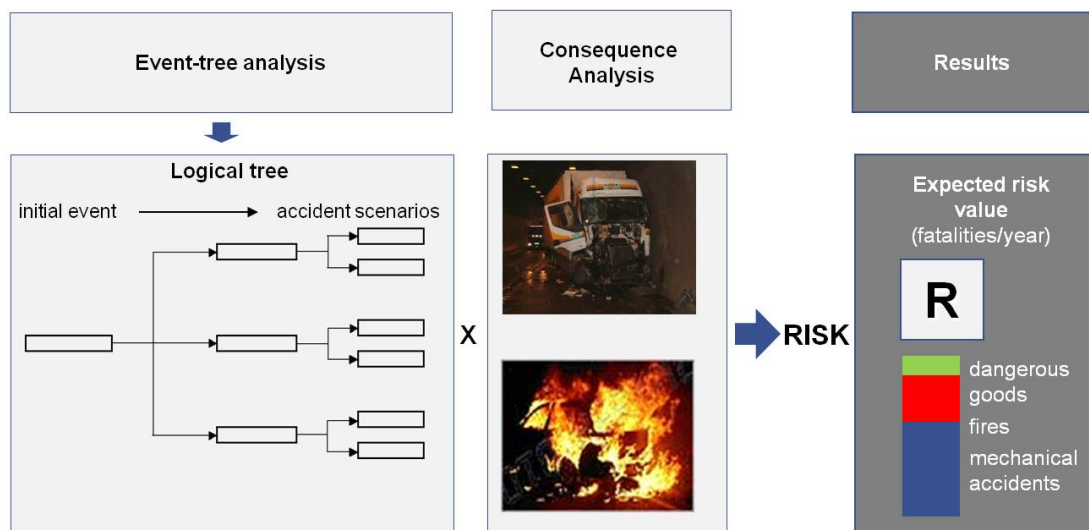 Event-tree analysis
Consequence
Analysis
Results
Logical tree
initial event
accident scenarios
X
RISK
Expected risk
value
(fatalities/year)
R
dangerous
goods
fires
mechanical
accidents